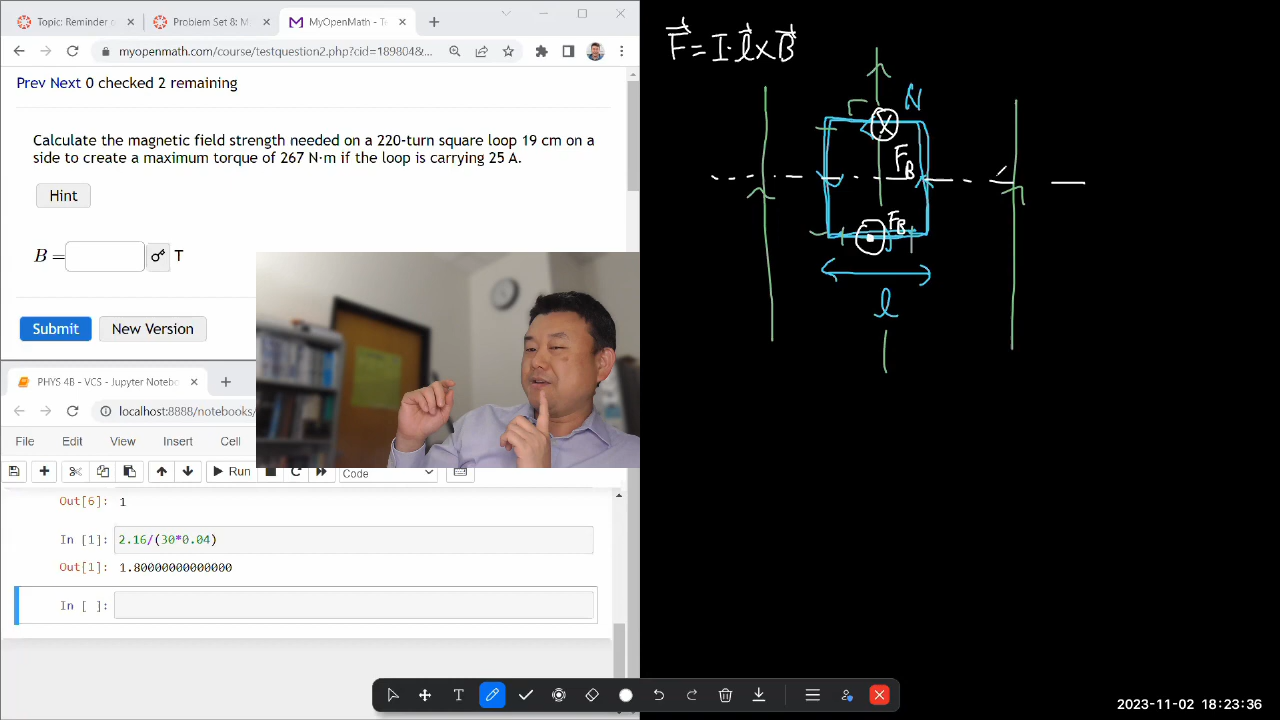 Topic: Reminder o
Problem Set 8: M
MyOpenMath - Te
myopenmath.com/course/testquestion2.php?cid=189804&...
Prev Next 0 checked 2 remaining
Calculate the magnetic field strength needed on a 220-turn square loop 19 cm on a
side to create a maximum torque of 267 N·m if the loop is carrying 25 A.
Hint
B = T
Submit New Version
PHYS 4B - VCS - Jupyter Notebo
localhost:8888/notebooks/
File Edit View Insert Cell
Run Code
Out[6]: 1
In [1]: 2.16/(30*0.04)
Out[1]: 1.80000000000000
In [ ]:
F⃗ = I·l⃗×B⃗
N
F_B
F_B
l
T
2023-11-02 18:23:36